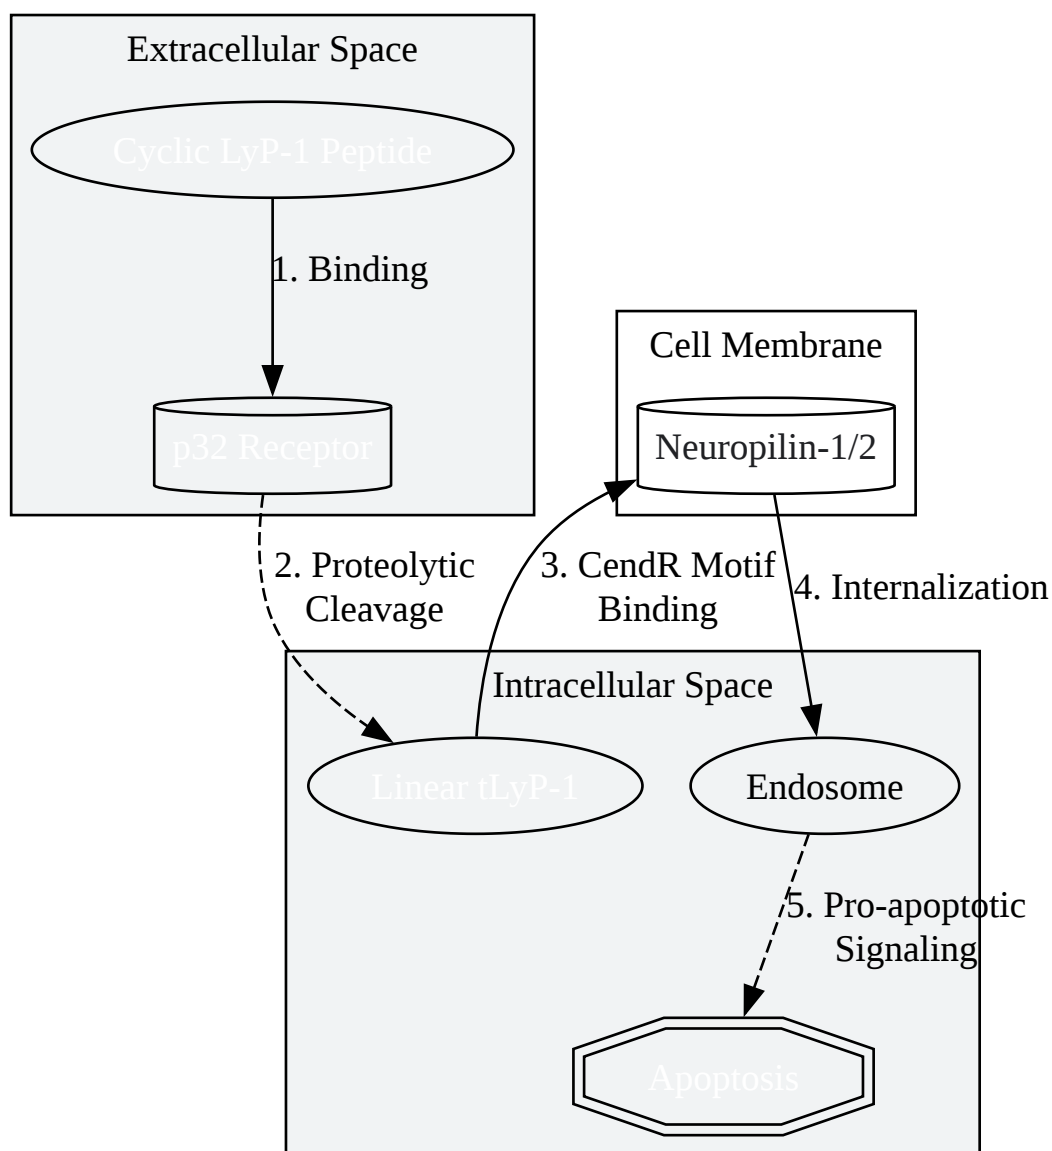 Extracellular Space
Cyclic LyP-1 Peptide
1. Binding
p32 Receptor
Cell Membrane
Neuropilin-1/2
2. Proteolytic
Cleavage
3. CendR Motif
Binding
4. Internalization
Intracellular Space
Linear tLyP-1
Endosome
5. Pro-apoptotic
Signaling
Apoptosis